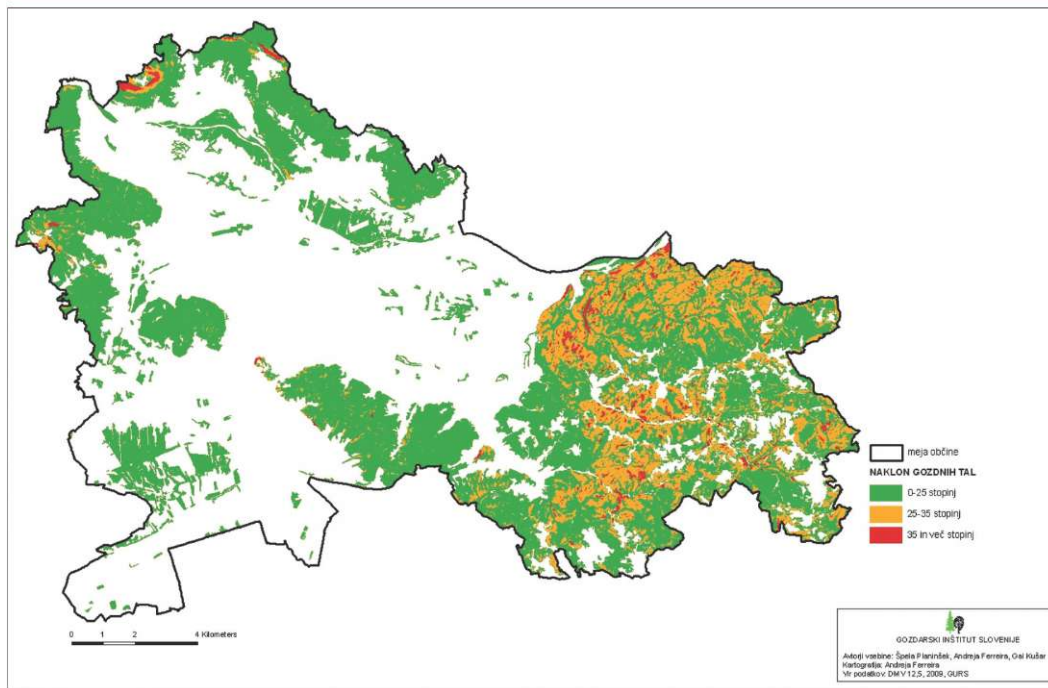 meja občine
NAKLON GOZDNIH TAL
0-25 stopinj
25-35 stopinj
35 in več stopinj
0 1 2 4 Kilometers
GOZDARSKI INŠTITUT SLOVENIJE
Avtorji vsebine: Špela Planinšek, Andreja Ferreira, Gal Kušar
Kartografija: Andreja Ferreira
Vir podatkov: DMV 12,5, 2009, GURS